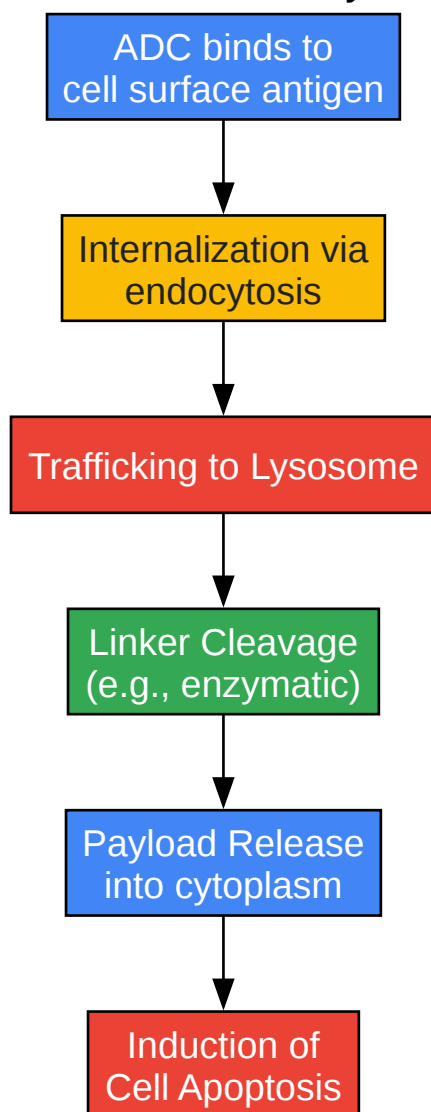 ADC binds to
cell surface antigen
Internalization via
endocytosis
Trafficking to Lysosome
Linker Cleavage
(e.g., enzymatic)
Payload Release
into cytoplasm
Induction of
Cell Apoptosis